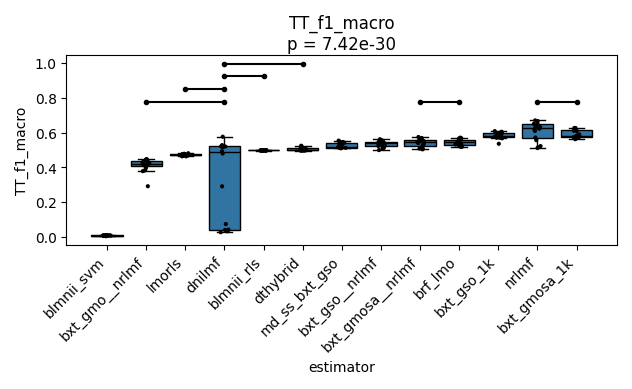 TT_f1_macro
p = 7.42e-30
TT_f1_macro
1.0
0.8
0.6
0.4
0.2
0.0
blmnii_svm
bxt_gmo__nrlmf
lmorls
dnilmf
blmnii_rls
dthybrid
md_ss_bxt_gso
bxt_gso__nrlmf
bxt_gmosa__nrlmf
brf_lmo
bxt_gso_1k
nrlmf
bxt_gmosa_1k
estimator